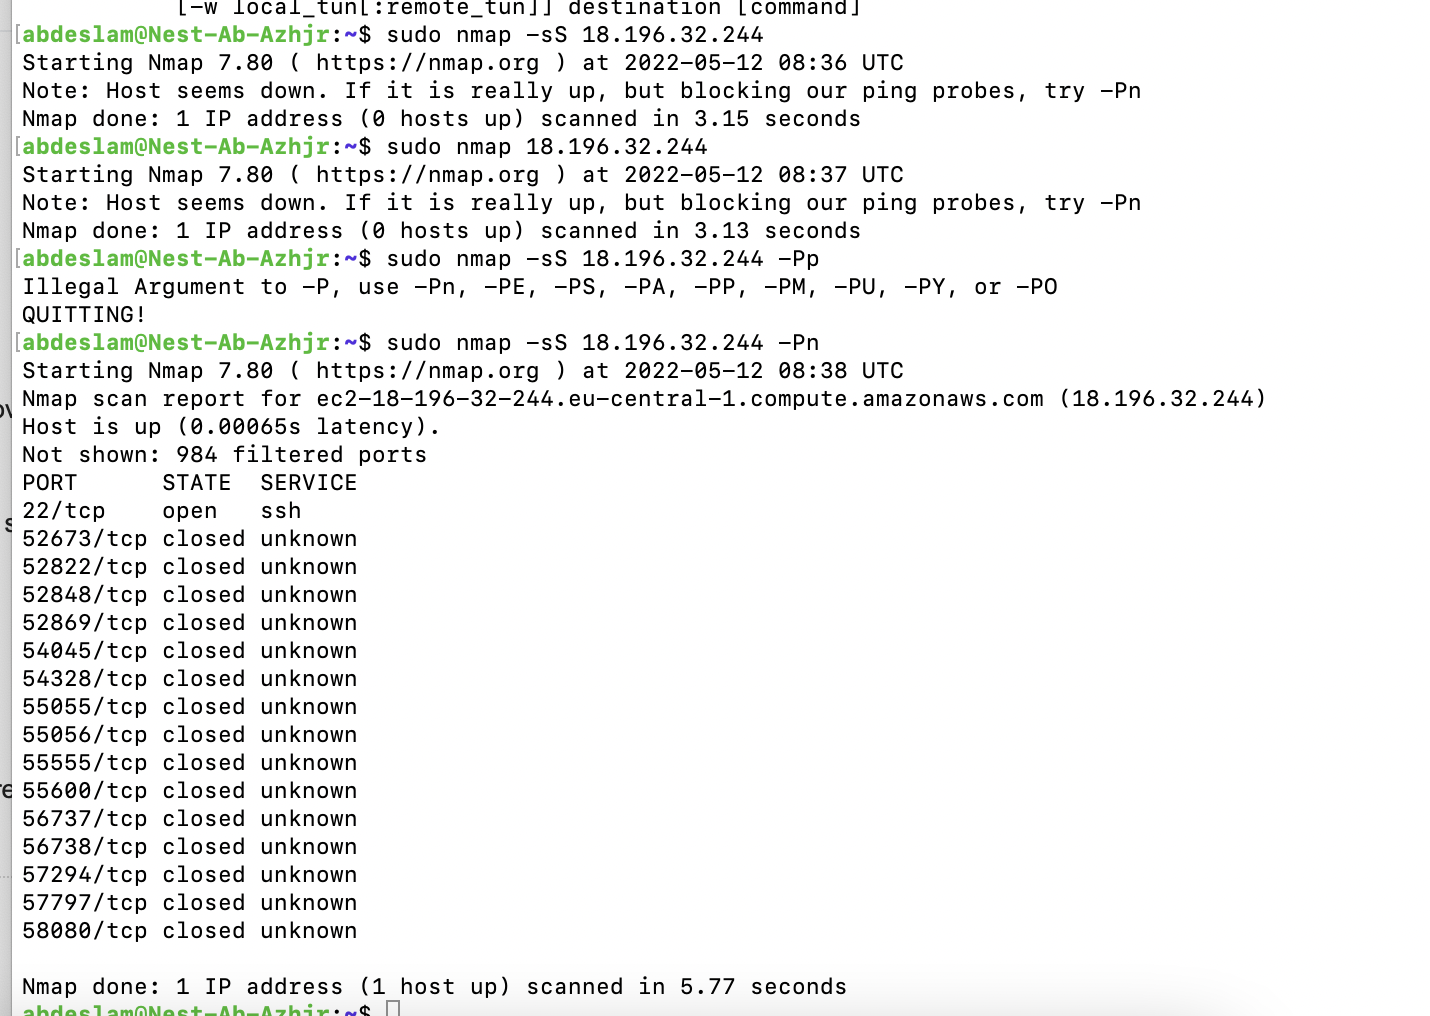 [-w local_tun[:remote_tun]] destination [command]
[abdeslam@Nest-Ab-Azhjr:~$ sudo nmap -sS 18.196.32.244
Starting Nmap 7.80 ( https://nmap.org ) at 2022-05-12 08:36 UTC
Note: Host seems down. If it is really up, but blocking our ping probes, try -Pn
Nmap done: 1 IP address (0 hosts up) scanned in 3.15 seconds
[abdeslam@Nest-Ab-Azhjr:~$ sudo nmap 18.196.32.244
Starting Nmap 7.80 ( https://nmap.org ) at 2022-05-12 08:37 UTC
Note: Host seems down. If it is really up, but blocking our ping probes, try -Pn
Nmap done: 1 IP address (0 hosts up) scanned in 3.13 seconds
[abdeslam@Nest-Ab-Azhjr:~$ sudo nmap -sS 18.196.32.244 -Pp
Illegal Argument to -P, use -Pn, -PE, -PS, -PA, -PP, -PM, -PU, -PY, or -PO
QUITTING!
[abdeslam@Nest-Ab-Azhjr:~$ sudo nmap -sS 18.196.32.244 -Pn
Starting Nmap 7.80 ( https://nmap.org ) at 2022-05-12 08:38 UTC
Nmap scan report for ec2-18-196-32-244.eu-central-1.compute.amazonaws.com (18.196.32.244)
Host is up (0.00065s latency).
Not shown: 984 filtered ports
PORT      STATE  SERVICE
22/tcp    open   ssh
52673/tcp closed unknown
52822/tcp closed unknown
52848/tcp closed unknown
52869/tcp closed unknown
54045/tcp closed unknown
54328/tcp closed unknown
55055/tcp closed unknown
55056/tcp closed unknown
55555/tcp closed unknown
55600/tcp closed unknown
56737/tcp closed unknown
56738/tcp closed unknown
57294/tcp closed unknown
57797/tcp closed unknown
58080/tcp closed unknown
Nmap done: 1 IP address (1 host up) scanned in 5.77 seconds
abdeslam@Nest-Ab-Azhjr:~$